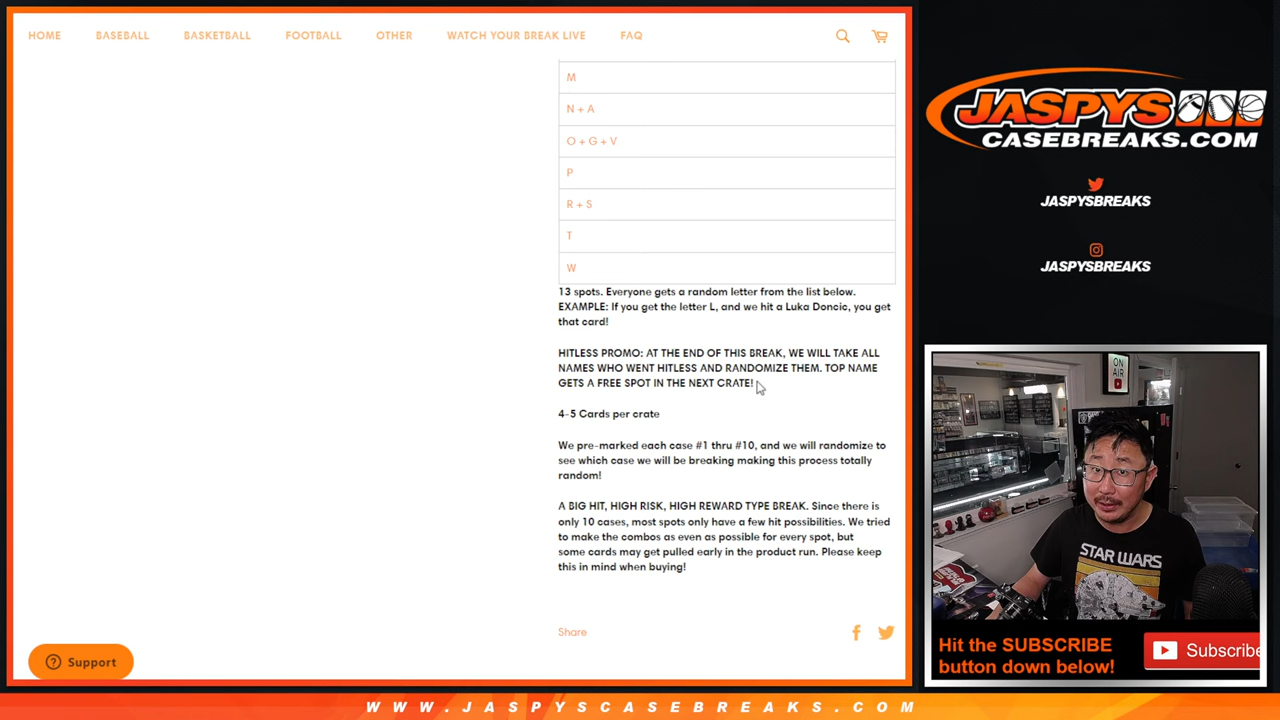 HOME BASEBALL BASKETBALL FOOTBALL OTHER WATCH YOUR BREAK LIVE FAQ
M
N + A
O + G + V
P
R + S
T
W
13 spots. Everyone gets a random letter from the list below.
EXAMPLE: If you get the letter L, and we hit a Luka Doncic, you get
that card!
HITLESS PROMO: AT THE END OF THIS BREAK, WE WILL TAKE ALL
NAMES WHO WENT HITLESS AND RANDOMIZE THEM. TOP NAME
GETS A FREE SPOT IN THE NEXT CRATE!
4-5 Cards per crate
We pre-marked each case #1 thru #10, and we will randomize to
see which case we will be breaking making this process totally
random!
A BIG HIT, HIGH RISK, HIGH REWARD TYPE BREAK. Since there is
only 10 cases, most spots only have a few hit possibilities. We tried
to make the combos as even as possible for every spot, but
some cards may get pulled early in the product run. Please keep
this in mind when buying!
Share
Support
JASPYS
CASEBREAKS.COM
JASPYSBREAKS
JASPYSBREAKS
ON
AIR
STAR WARS
Hit the SUBSCRIBE
button down below!
Subscribe
WWW.JASPYSCASEBREAKS.COM